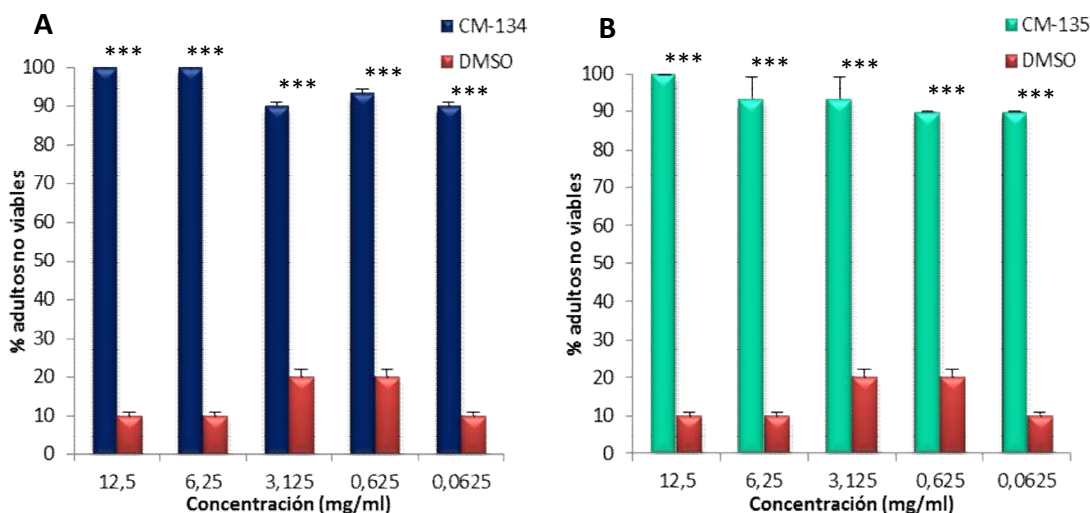 A
CM-134
DMSO
*** *** *** *** ***
100
90
80
70
60
50
40
30
20
10
0
% adultos no viables
12,5 6,25 3,125 0,625 0,0625
Concentración (mg/ml)
B
CM-135
DMSO
*** *** *** *** ***
100
90
80
70
60
50
40
30
20
10
0
% adultos no viables
12,5 6,25 3,125 0,625 0,0625
Concentración (mg/ml)